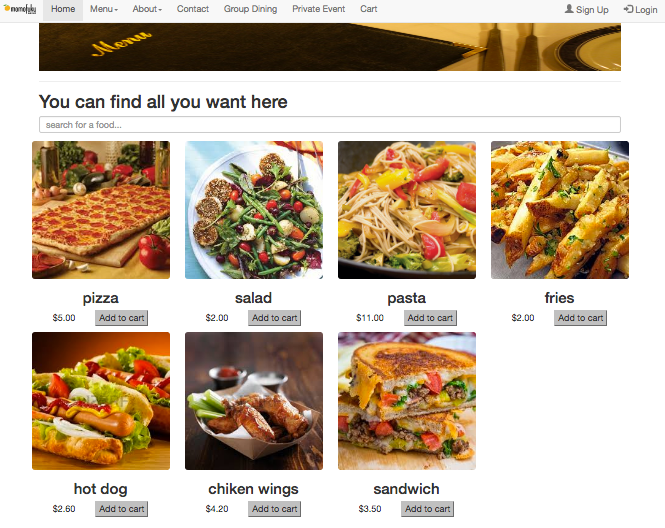 momofuku
Home Menu About Contact Group Dining Private Event Cart Sign Up Login
Menu
You can find all you want here
search for a food...
pizza salad pasta fries
$5.00 Add to cart $2.00 Add to cart $11.00 Add to cart $2.00 Add to cart
hot dog chiken wings sandwich
$2.60 Add to cart $4.20 Add to cart $3.50 Add to cart